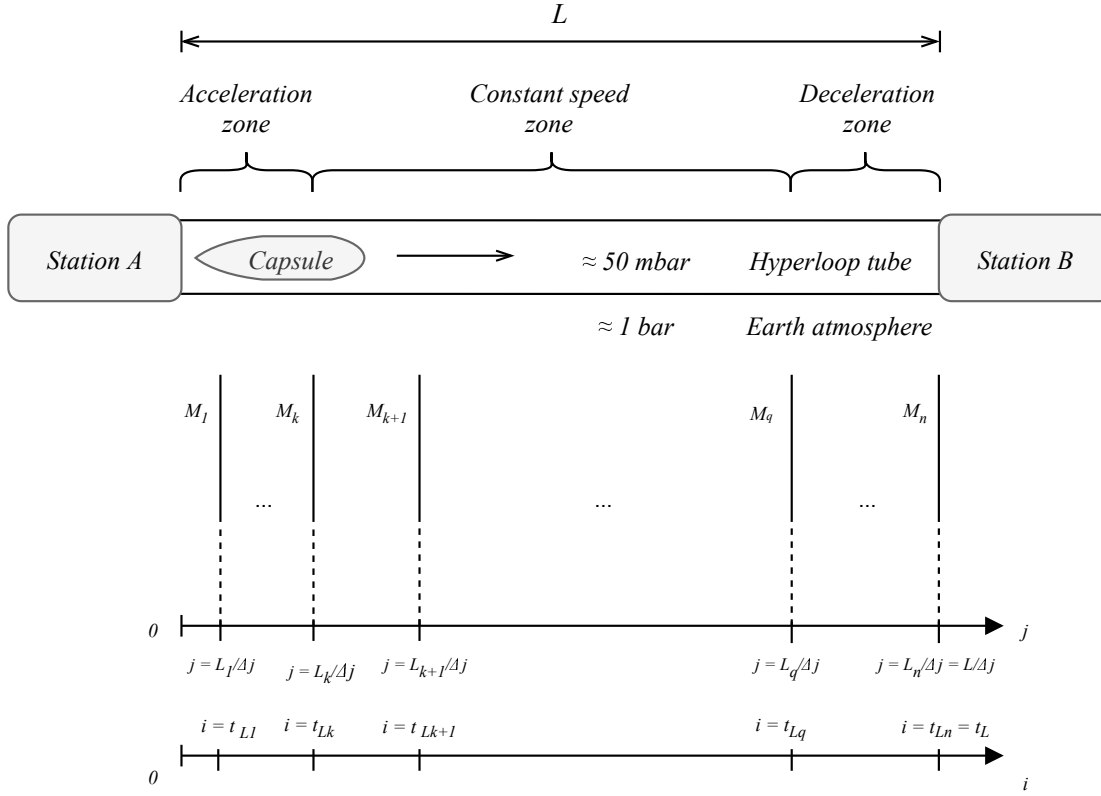 L
Acceleration zone
Constant speed zone
Deceleration zone
Station A
Capsule
≈ 50 mbar
Hyperloop tube
Station B
≈ 1 bar
Earth atmosphere
M1
Mk
Mk+1
Mq
Mn
...
...
...
0
j
j = L1/Δj
j = Lk/Δj
j = Lk+1/Δj
j = Lq/Δj
j = Ln/Δj = L/Δj
i = tL1
i = tLk
i = tLk+1
i = tLq
i = tLn = tL
0
i